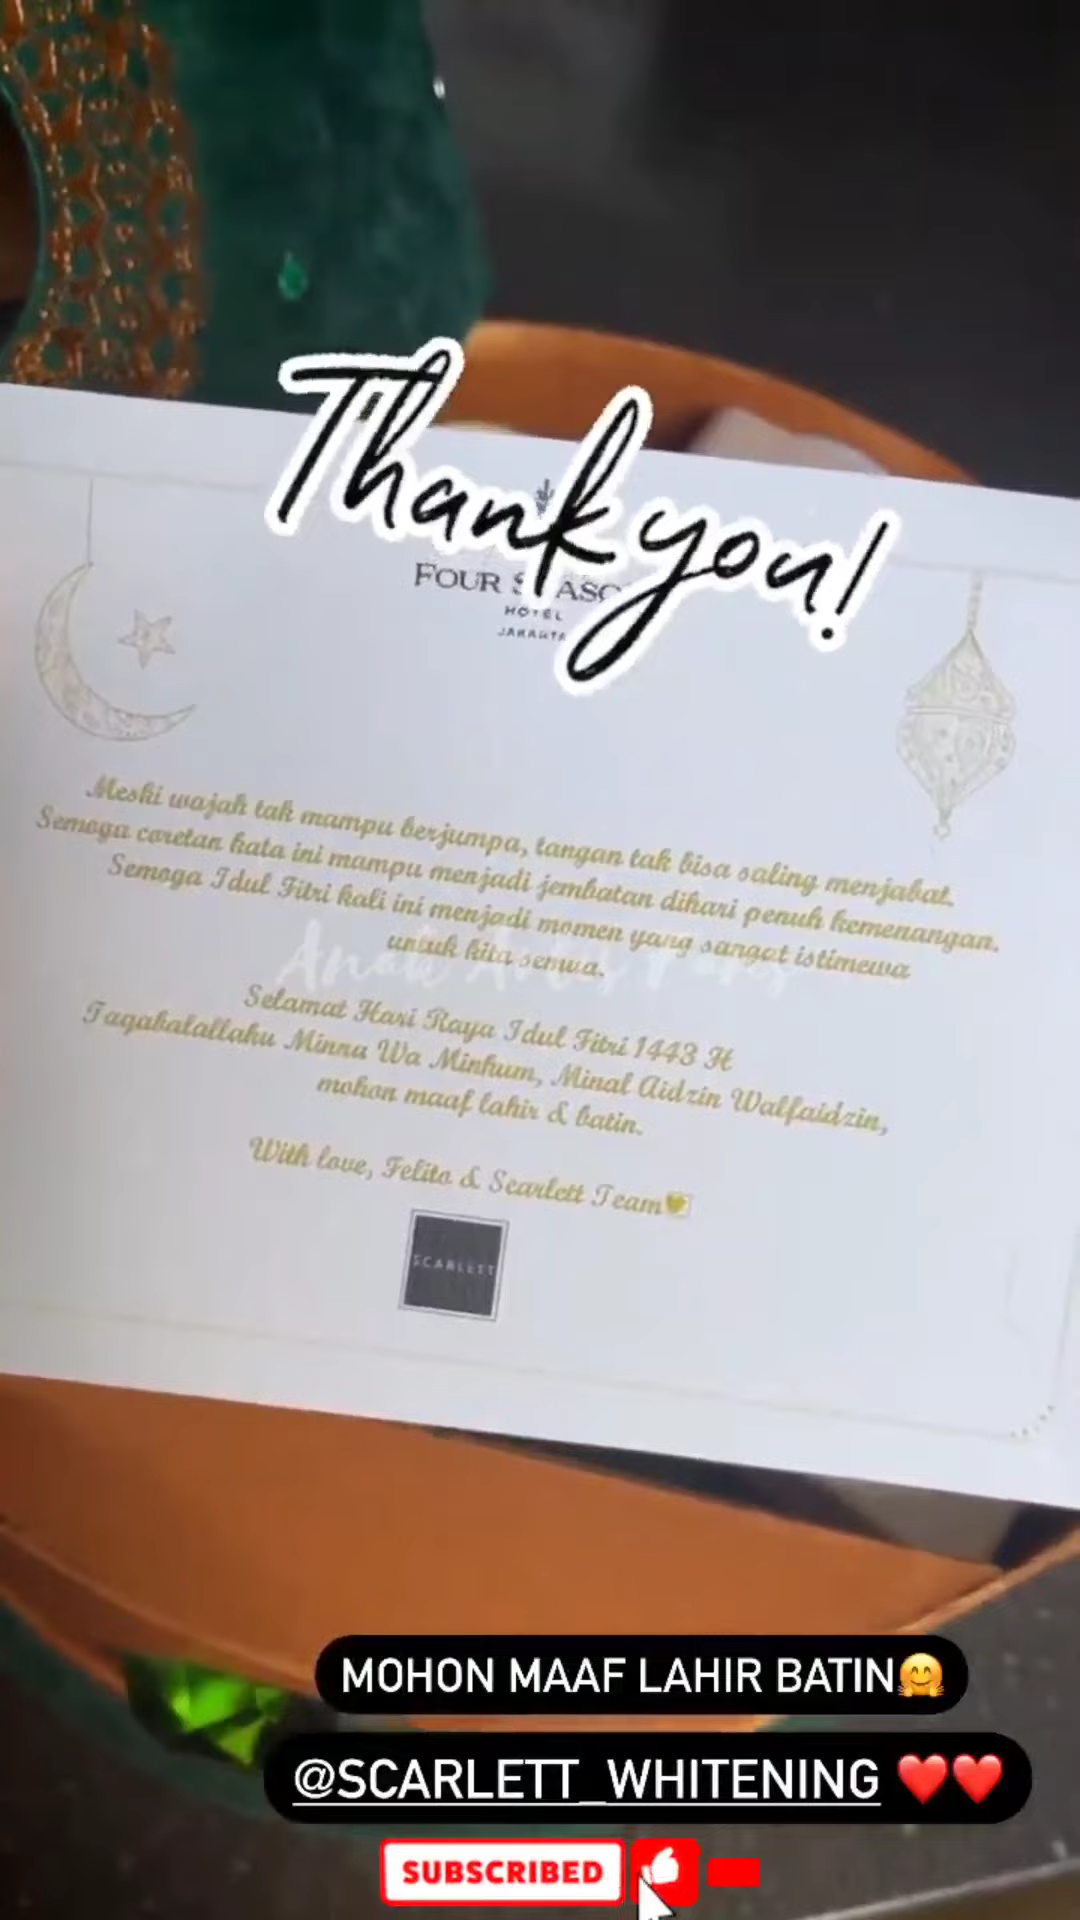 Thank you!
FOUR SEASO
HOTEL
JAKARTA
Meski wajah tak mampu berjumpa, tangan tak bisa saling menjabat.
Semoga coretan kata ini mampu menjadi jembatan dihari penuh kemenangan.
Semoga Idul Fitri kali ini menjadi momen yang sangat istimewa
untuk kita semua.
Selamat Hari Raya Idul Fitri 1443 H
Taqabalallahu Minna Wa Minkum, Minal Aidzin Walfaidzin,
mohon maaf lahir & batin.
With love, Felita & Scarlett Team
SCARLETT
MOHON MAAF LAHIR BATIN🤗
@SCARLETT_WHITENING ❤️❤️
SUBSCRIBED